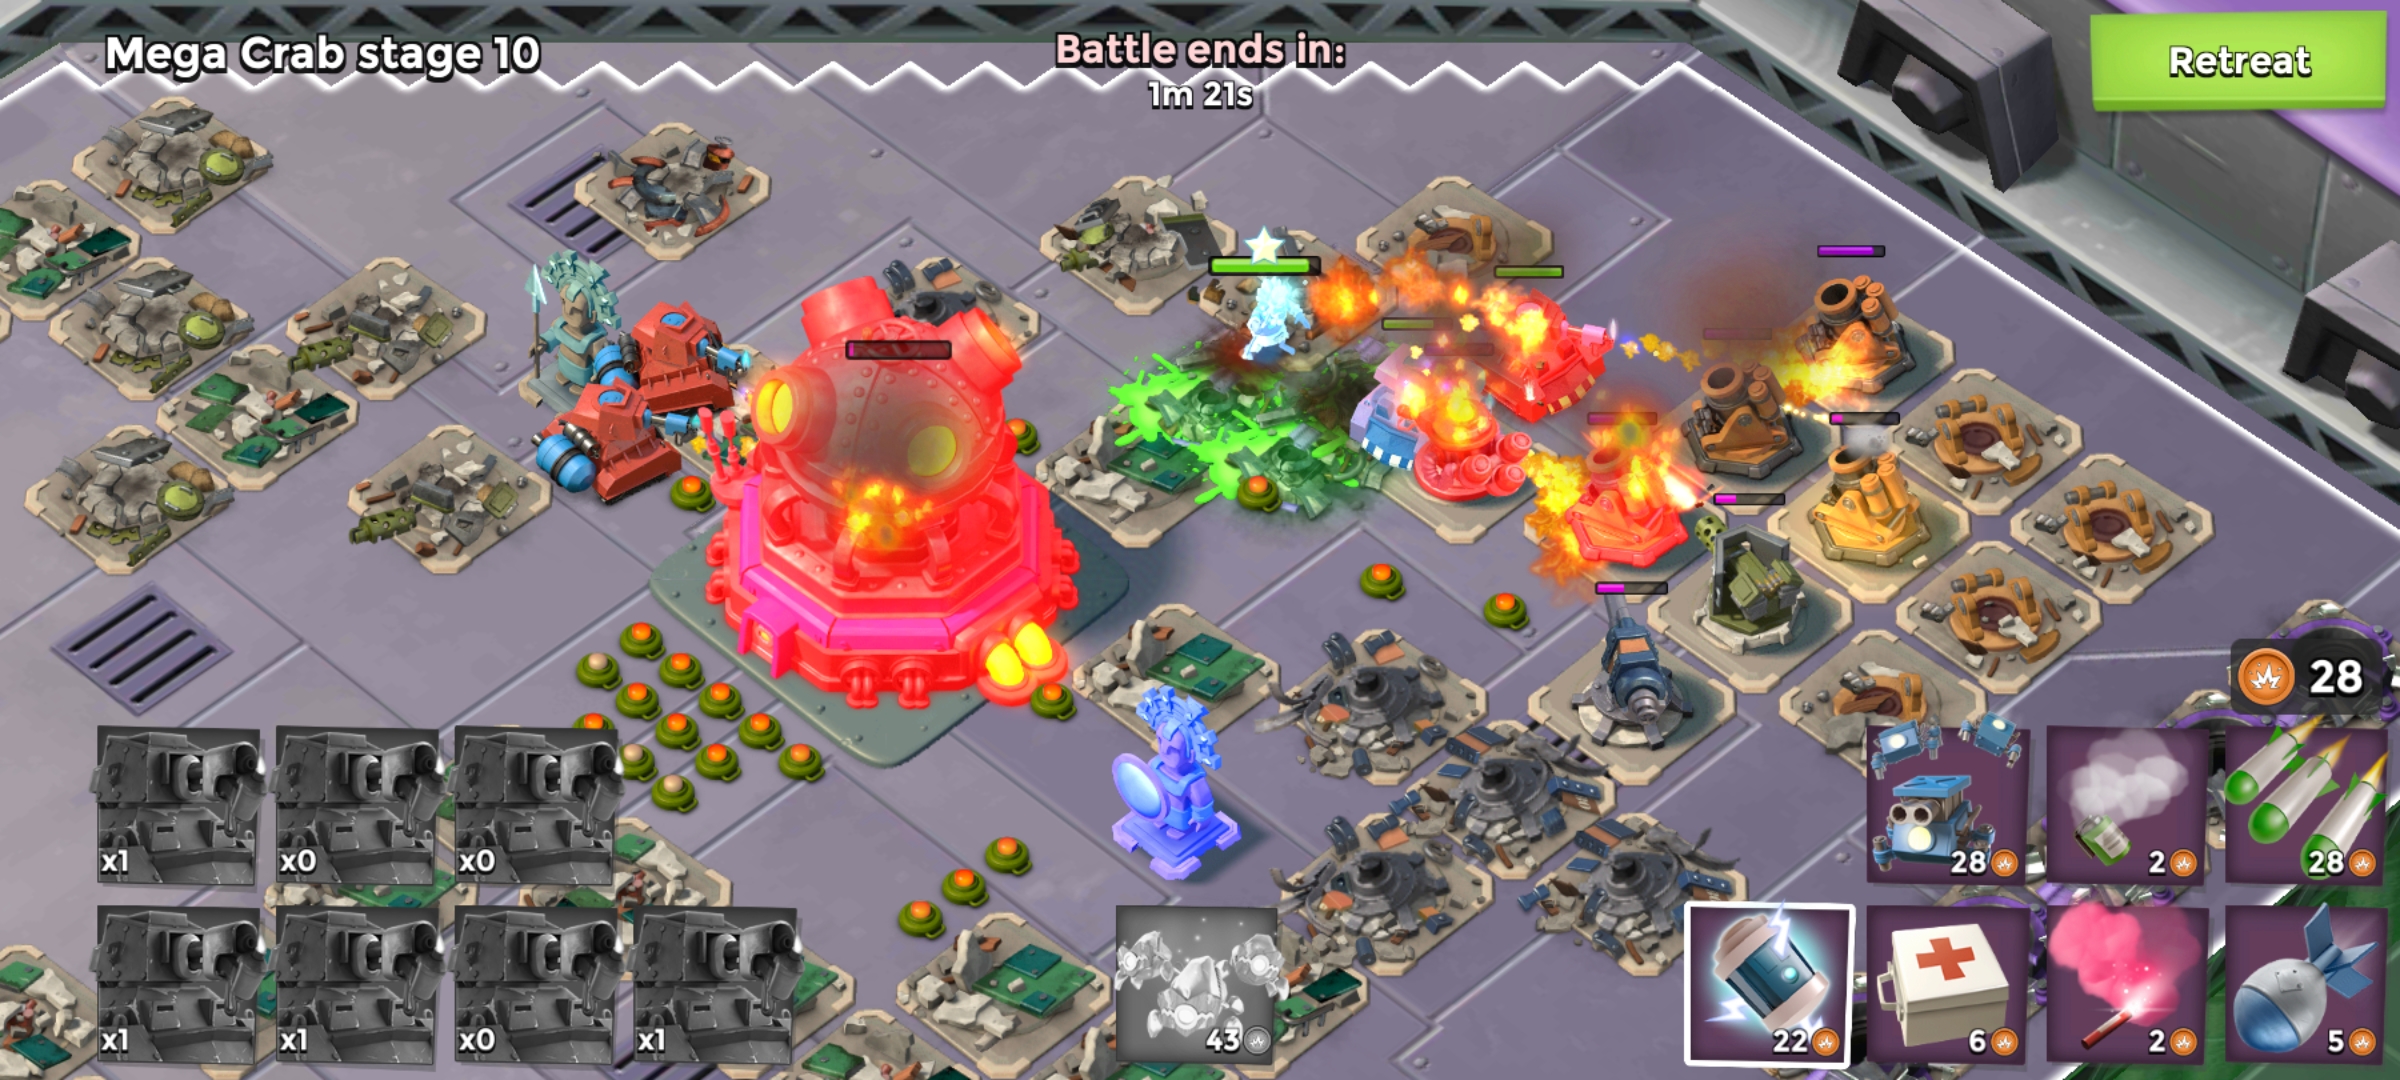 Mega Crab stage 10
Battle ends in:
1m 21s
Retreat
28
x1
x0
x0
28
2
28
x1
x1
x0
x1
43
22
6
2
5